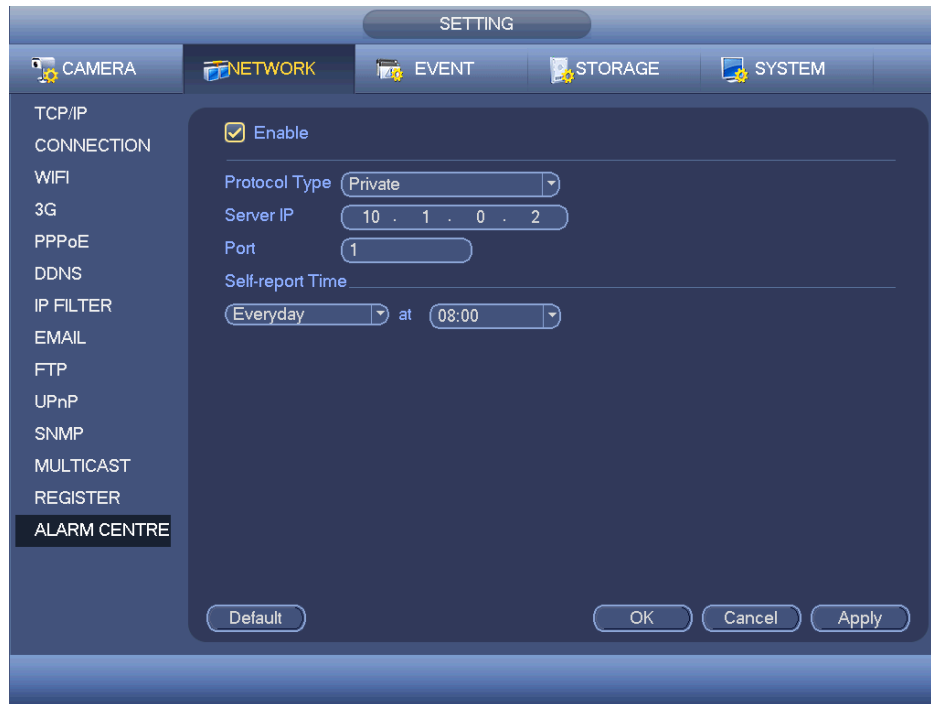 SETTING
CAMERA NETWORK EVENT STORAGE SYSTEM
TCP/IP
CONNECTION
WIFI
3G
PPPoE
DDNS
IP FILTER
EMAIL
FTP
UPnP
SNMP
MULTICAST
REGISTER
ALARM CENTRE
Enable
Protocol Type Private
Server IP 10 . 1 . 0 . 2
Port 1
Self-report Time
Everyday at 08:00
Default OK Cancel Apply